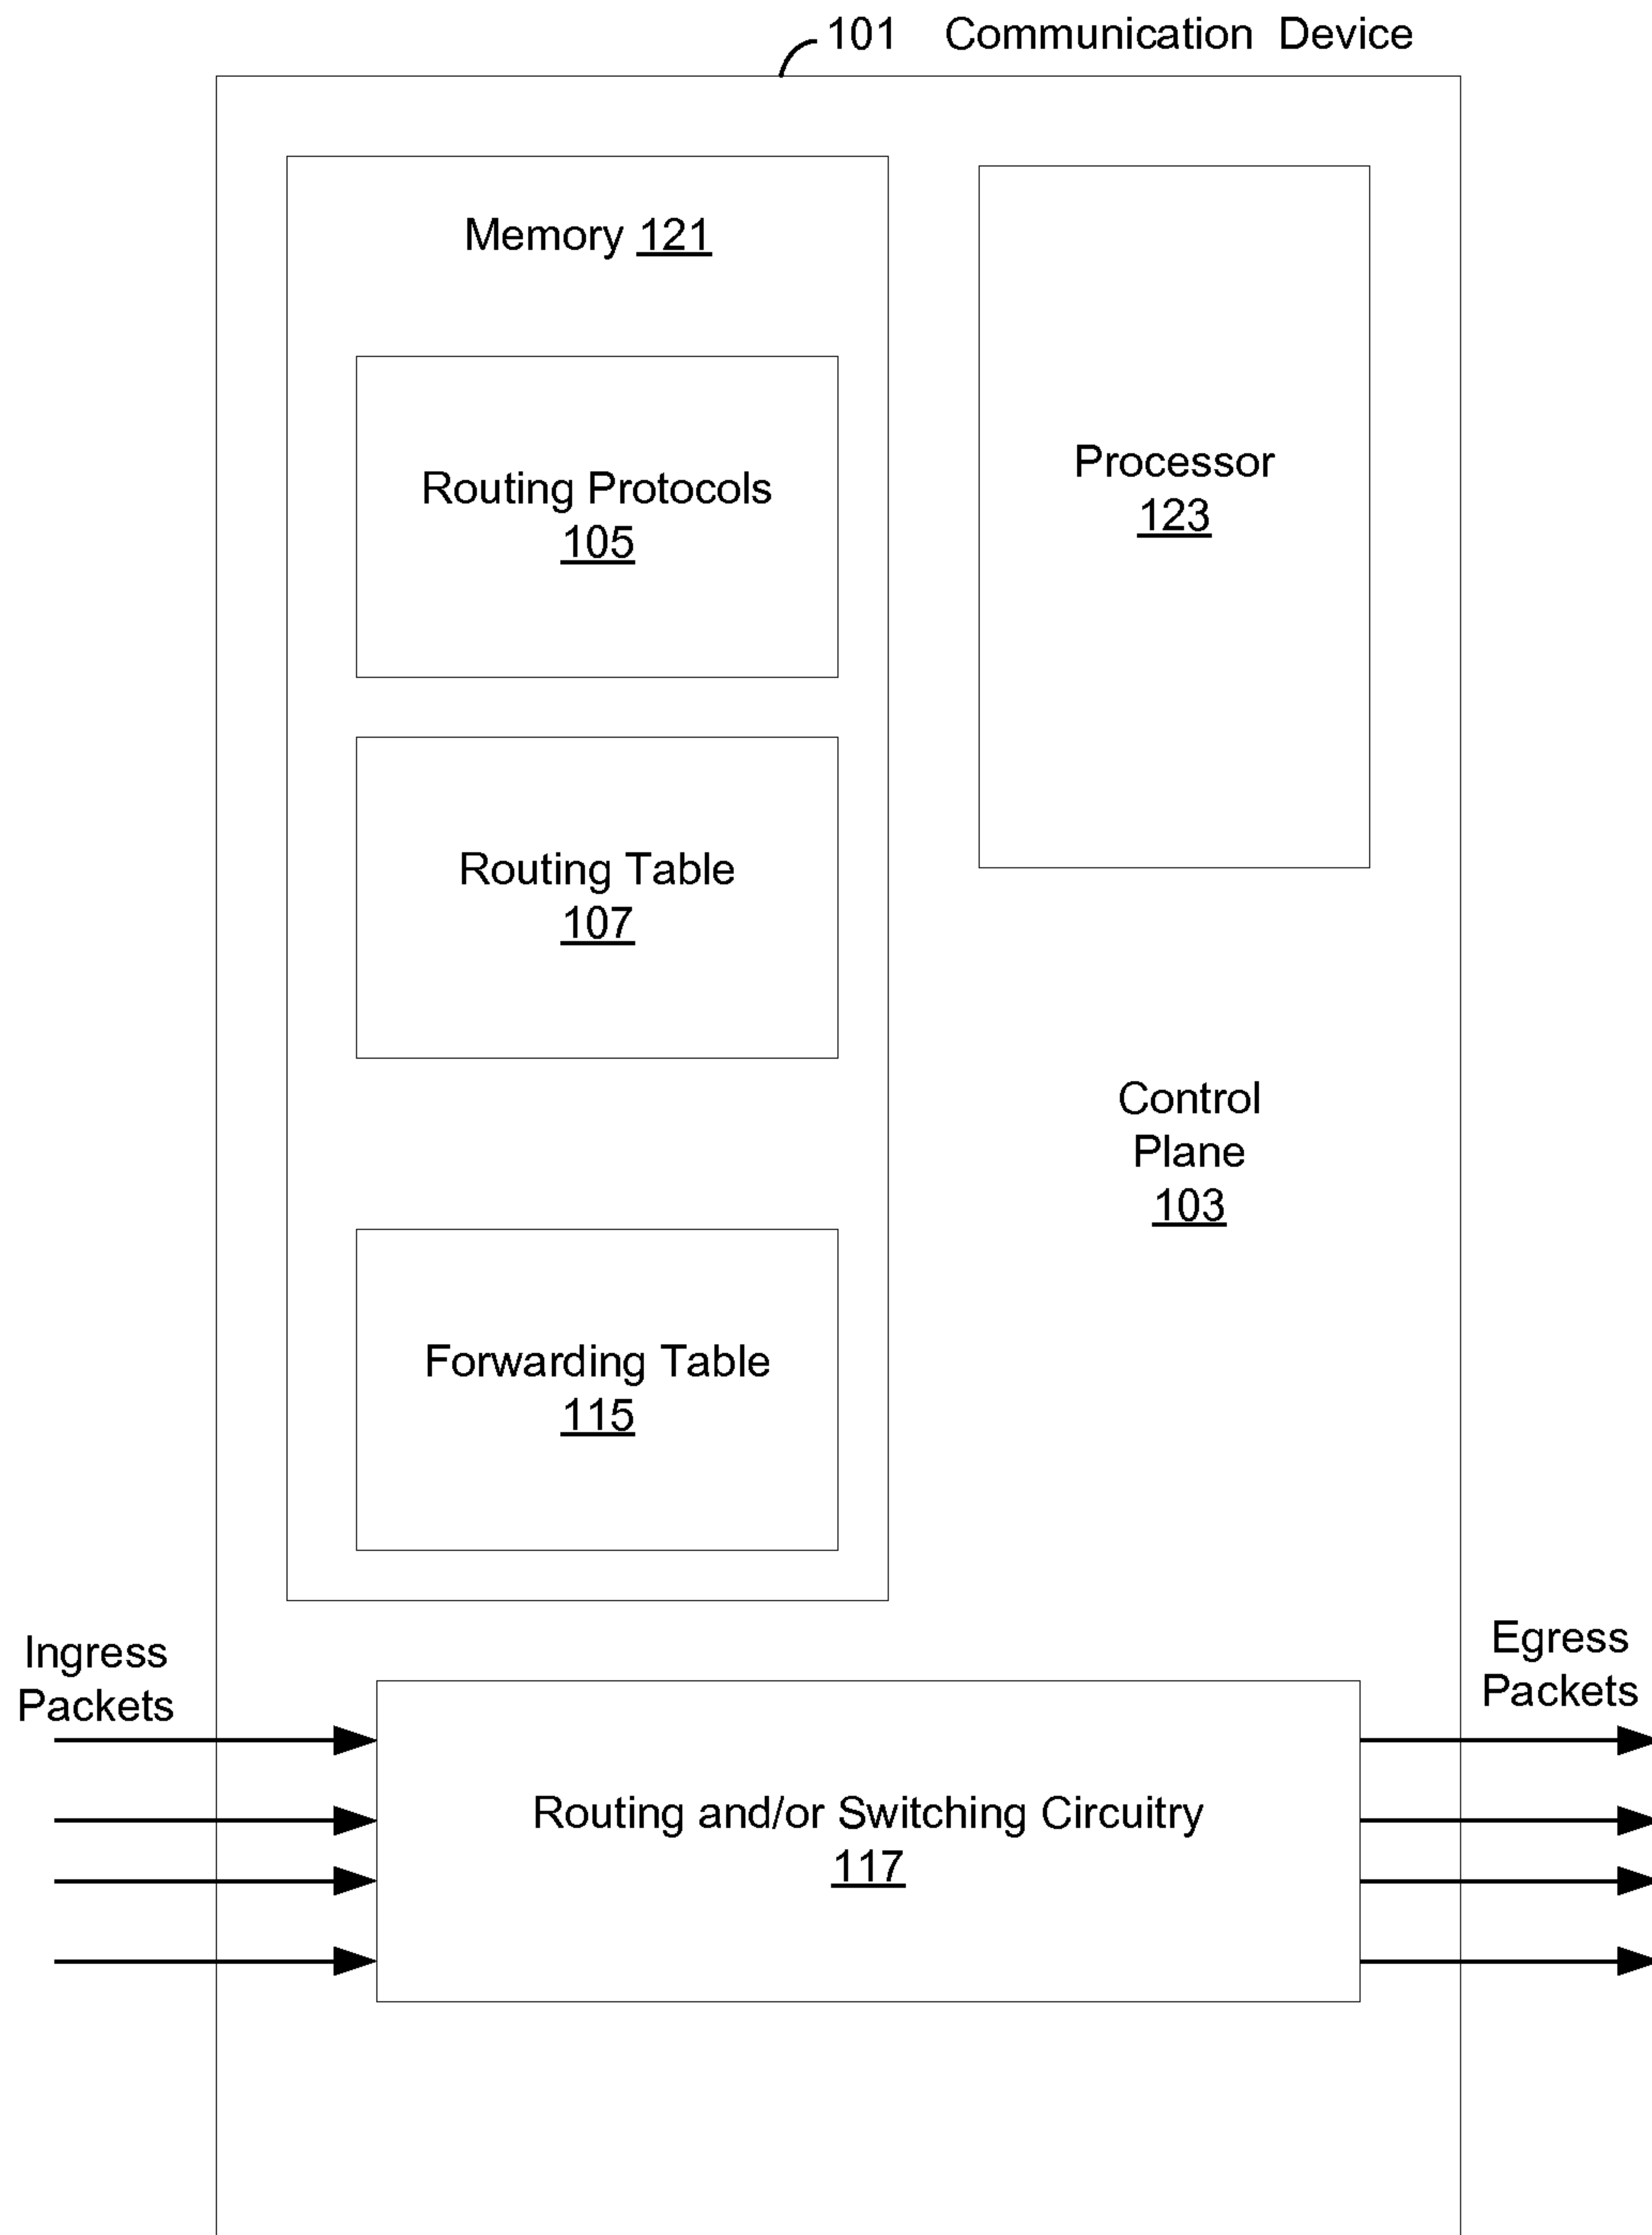 101 Communication Device
Memory 121
Processor
123
Routing Protocols
105
Routing Table
107
Control
Plane
103
Forwarding Table
115
Ingress
Packets
Egress
Packets
Routing and/or Switching Circuitry
117